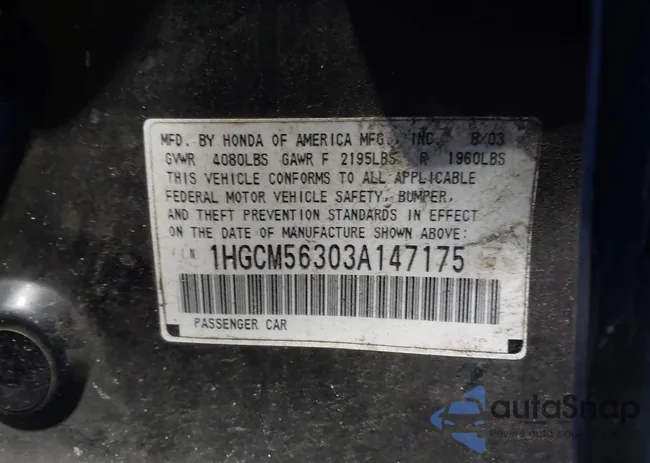 MFD. BY HONDA OF AMERICA MFG., INC. 8/03
GVWR 4080LBS GAWR F 2195LBS R 1960LBS
THIS VEHICLE CONFORMS TO ALL APPLICABLE
FEDERAL MOTOR VEHICLE SAFETY, BUMPER,
AND THEFT PREVENTION STANDARDS IN EFFECT
ON THE DATE OF MANUFACTURE SHOWN ABOVE:
1HGCM56303A147175
PASSENGER CAR
autaSnap